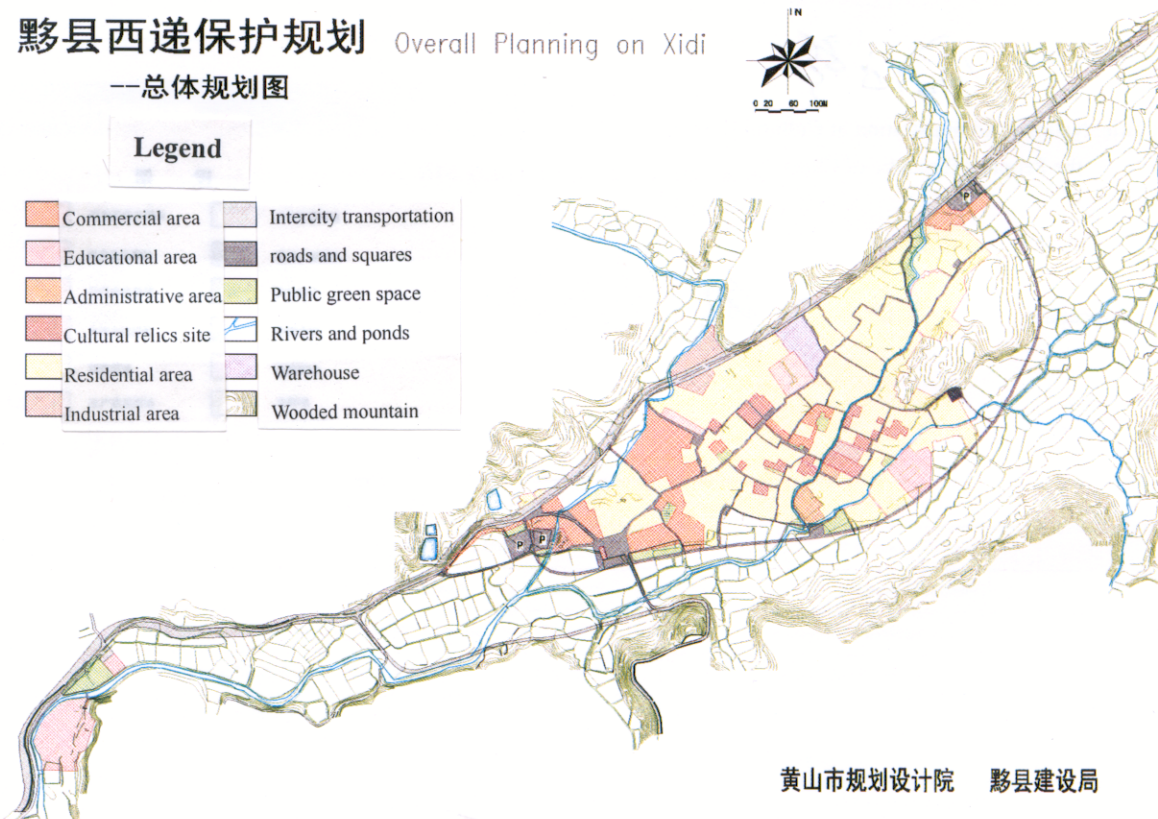 黟县西递保护规划 Overall Planning on Xidi
--总体规划图
N
0 20 60 100M
Legend
Commercial area
Educational area
Administrative area
Cultural relics site
Residential area
Industrial area
Intercity transportation
roads and squares
Public green space
Rivers and ponds
Warehouse
Wooded mountain
P
P
P
黄山市规划设计院 黟县建设局